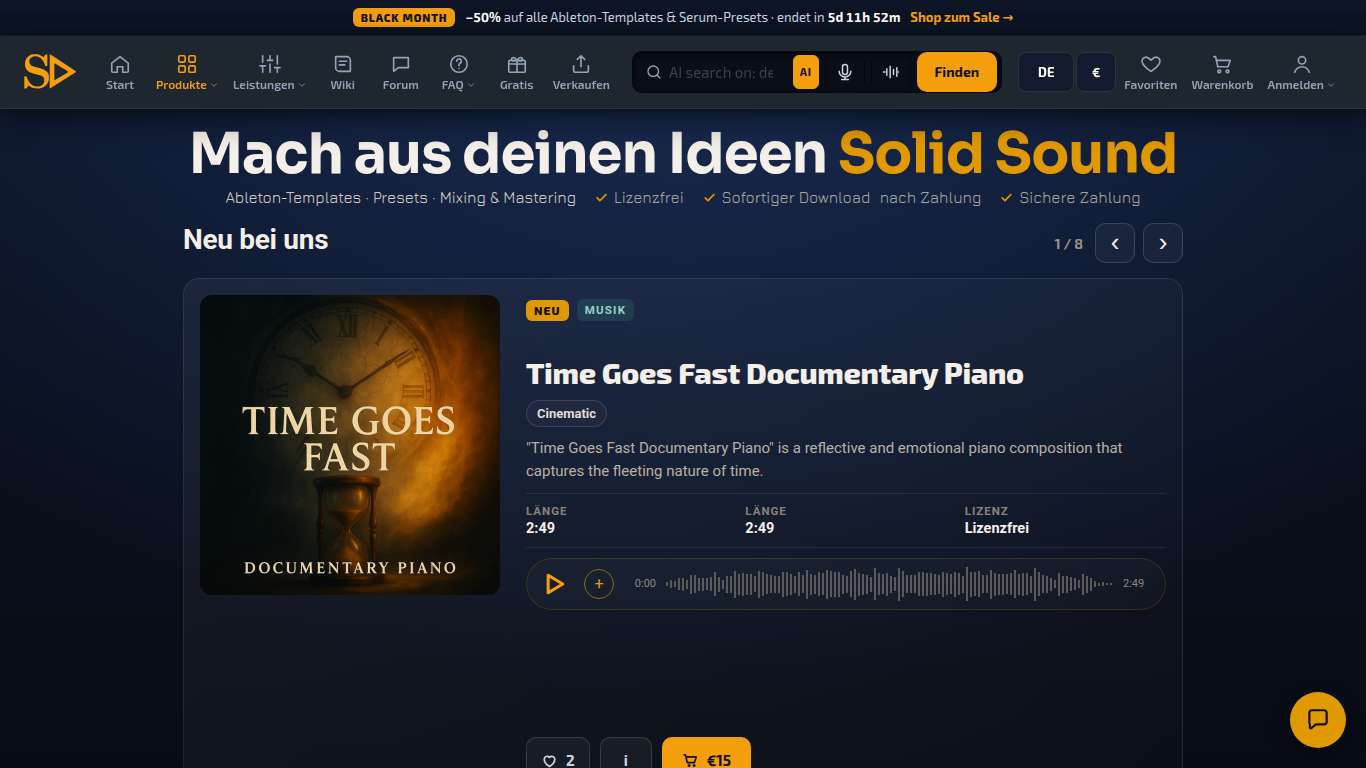 BLACK MONTH −50% auf alle Ableton-Templates & Serum-Presets · endet in 5d 11h 52m Shop zum Sale →
Start
Produkte
Leistungen
Wiki
Forum
FAQ
Gratis
Verkaufen
AI search on: de
AI
Finden
DE
€
Favoriten
Warenkorb
Anmelden
Mach aus deinen Ideen Solid Sound
Ableton-Templates · Presets · Mixing & Mastering ✓ Lizenzfrei ✓ Sofortiger Download nach Zahlung ✓ Sichere Zahlung
Neu bei uns
1 / 8
TIME GOES
FAST
DOCUMENTARY PIANO
NEU MUSIK
Time Goes Fast Documentary Piano
Cinematic
"Time Goes Fast Documentary Piano" is a reflective and emotional piano composition that
captures the fleeting nature of time.
LÄNGE LÄNGE LIZENZ
2:49 2:49 Lizenzfrei
0:00 2:49
2 i €15